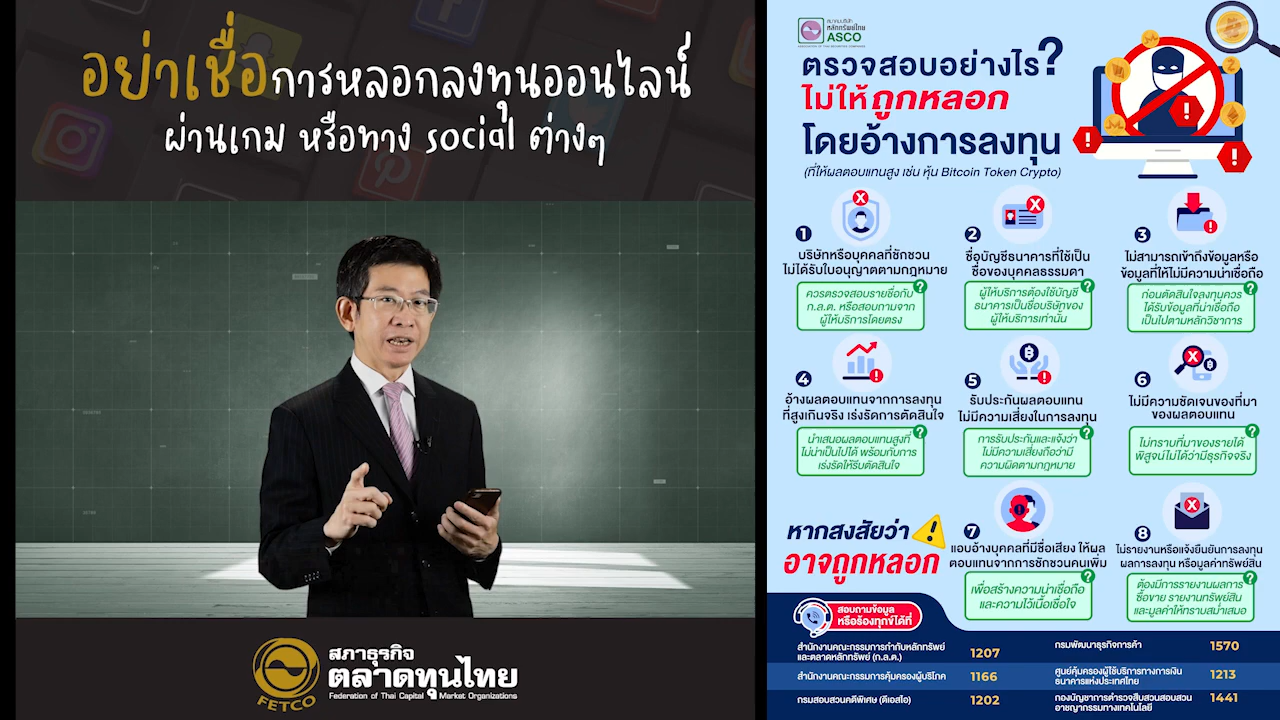 อย่าเชื่อการหลอกลงทุนออนไลน์
ผ่านเกม หรือทาง social ต่างๆ
สภาธุรกิจ
ตลาดทุนไทย
Federation of Thai Capital Market Organizations
FETCO
สมาคมบริษัท
หลักทรัพย์ไทย
ASCO
ASSOCIATION OF THAI SECURITIES COMPANIES
ตรวจสอบอย่างไร?
ไม่ให้ถูกหลอก
โดยอ้างการลงทุน
(ที่ให้ผลตอบแทนสูง เช่น หุ้น Bitcoin Token Crypto)
1
บริษัทหรือบุคคลที่ชักชวน
ไม่ได้รับใบอนุญาตตามกฎหมาย
ควรตรวจสอบรายชื่อกับ
ก.ล.ต. หรือสอบถามจาก
ผู้ให้บริการโดยตรง
2
ชื่อบัญชีธนาคารที่ใช้เป็น
ชื่อของบุคคลธรรมดา
ผู้ให้บริการต้องใช้บัญชี
ธนาคารเป็นชื่อบริษัทของ
ผู้ให้บริการเท่านั้น
3
ไม่สามารถเข้าถึงข้อมูลหรือ
ข้อมูลที่ให้ไม่มีความน่าเชื่อถือ
ก่อนตัดสินใจลงทุนควร
ได้รับข้อมูลที่น่าเชื่อถือ
เป็นไปตามหลักวิชาการ
4
อ้างผลตอบแทนจากการลงทุน
ที่สูงเกินจริง เร่งรัดการตัดสินใจ
นำเสนอผลตอบแทนสูงที่
ไม่น่าเป็นไปได้ พร้อมกับการ
เร่งรัดให้รีบตัดสินใจ
5
รับประกันผลตอบแทน
ไม่มีความเสี่ยงในการลงทุน
การรับประกันและแจ้งว่า
ไม่มีความเสี่ยงถือว่ามี
ความผิดตามกฎหมาย
6
ไม่มีความชัดเจนของที่มา
ของผลตอบแทน
ไม่ทราบที่มาของรายได้
พิสูจน์ไม่ได้ว่ามีธุรกิจจริง
หากสงสัยว่า
อาจถูกหลอก
7
แอบอ้างบุคคลที่มีชื่อเสียง ให้ผล
ตอบแทนจากการชักชวนคนเพิ่ม
เพื่อสร้างความน่าเชื่อถือ
และความไว้เนื้อเชื่อใจ
8
ไม่รายงานหรือแจ้งยืนยันการลงทุน
ผลการลงทุน หรือมูลค่าทรัพย์สิน
ต้องมีการรายงานผลการ
ซื้อขาย รายงานทรัพย์สิน
และมูลค่าให้ทราบสม่ำเสมอ
สอบถามข้อมูล
หรือร้องทุกข์ได้ที่
สำนักงานคณะกรรมการกำกับหลักทรัพย์
และตลาดหลักทรัพย์ (ก.ล.ต.) 1207
สำนักงานคณะกรรมการคุ้มครองผู้บริโภค 1166
กรมสอบสวนคดีพิเศษ (ดีเอสไอ) 1202
กรมพัฒนาธุรกิจการค้า 1570
ศูนย์คุ้มครองผู้ใช้บริการทางการเงิน
ธนาคารแห่งประเทศไทย 1213
กองบัญชาการตำรวจสืบสวนสอบสวน
อาชญากรรมทางเทคโนโลยี 1441